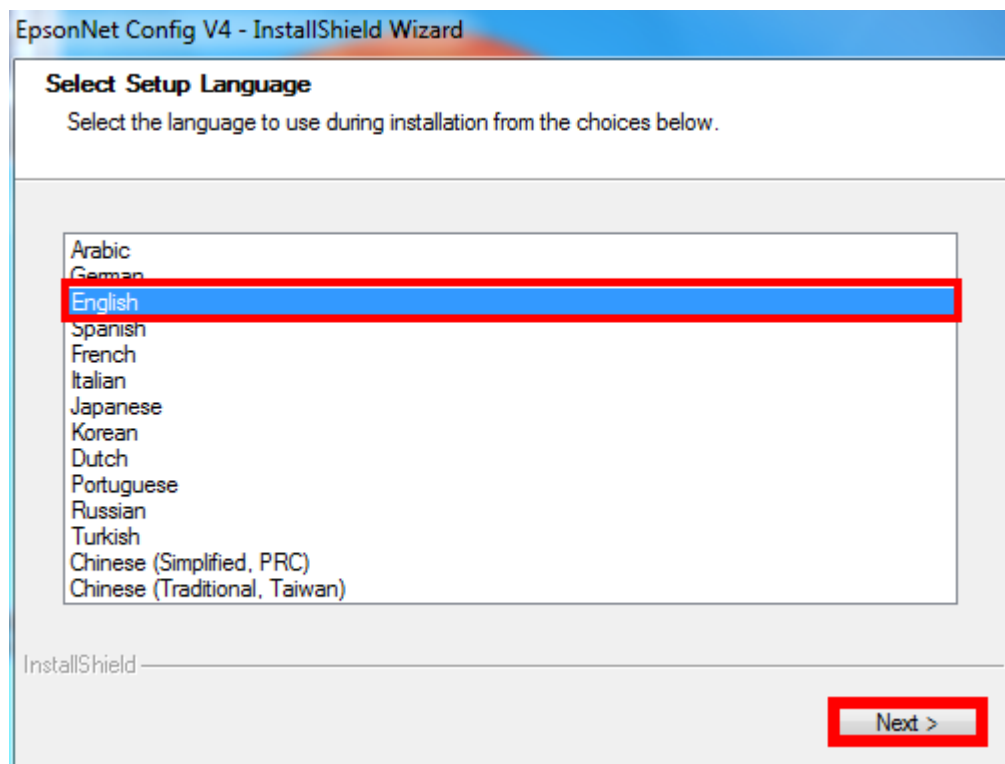 EpsonNet Config V4 - InstallShield Wizard
Select Setup Language
Select the language to use during installation from the choices below.
Arabic
German
English
Spanish
French
Italian
Japanese
Korean
Dutch
Portuguese
Russian
Turkish
Chinese (Simplified, PRC)
Chinese (Traditional, Taiwan)
InstallShield
Next >